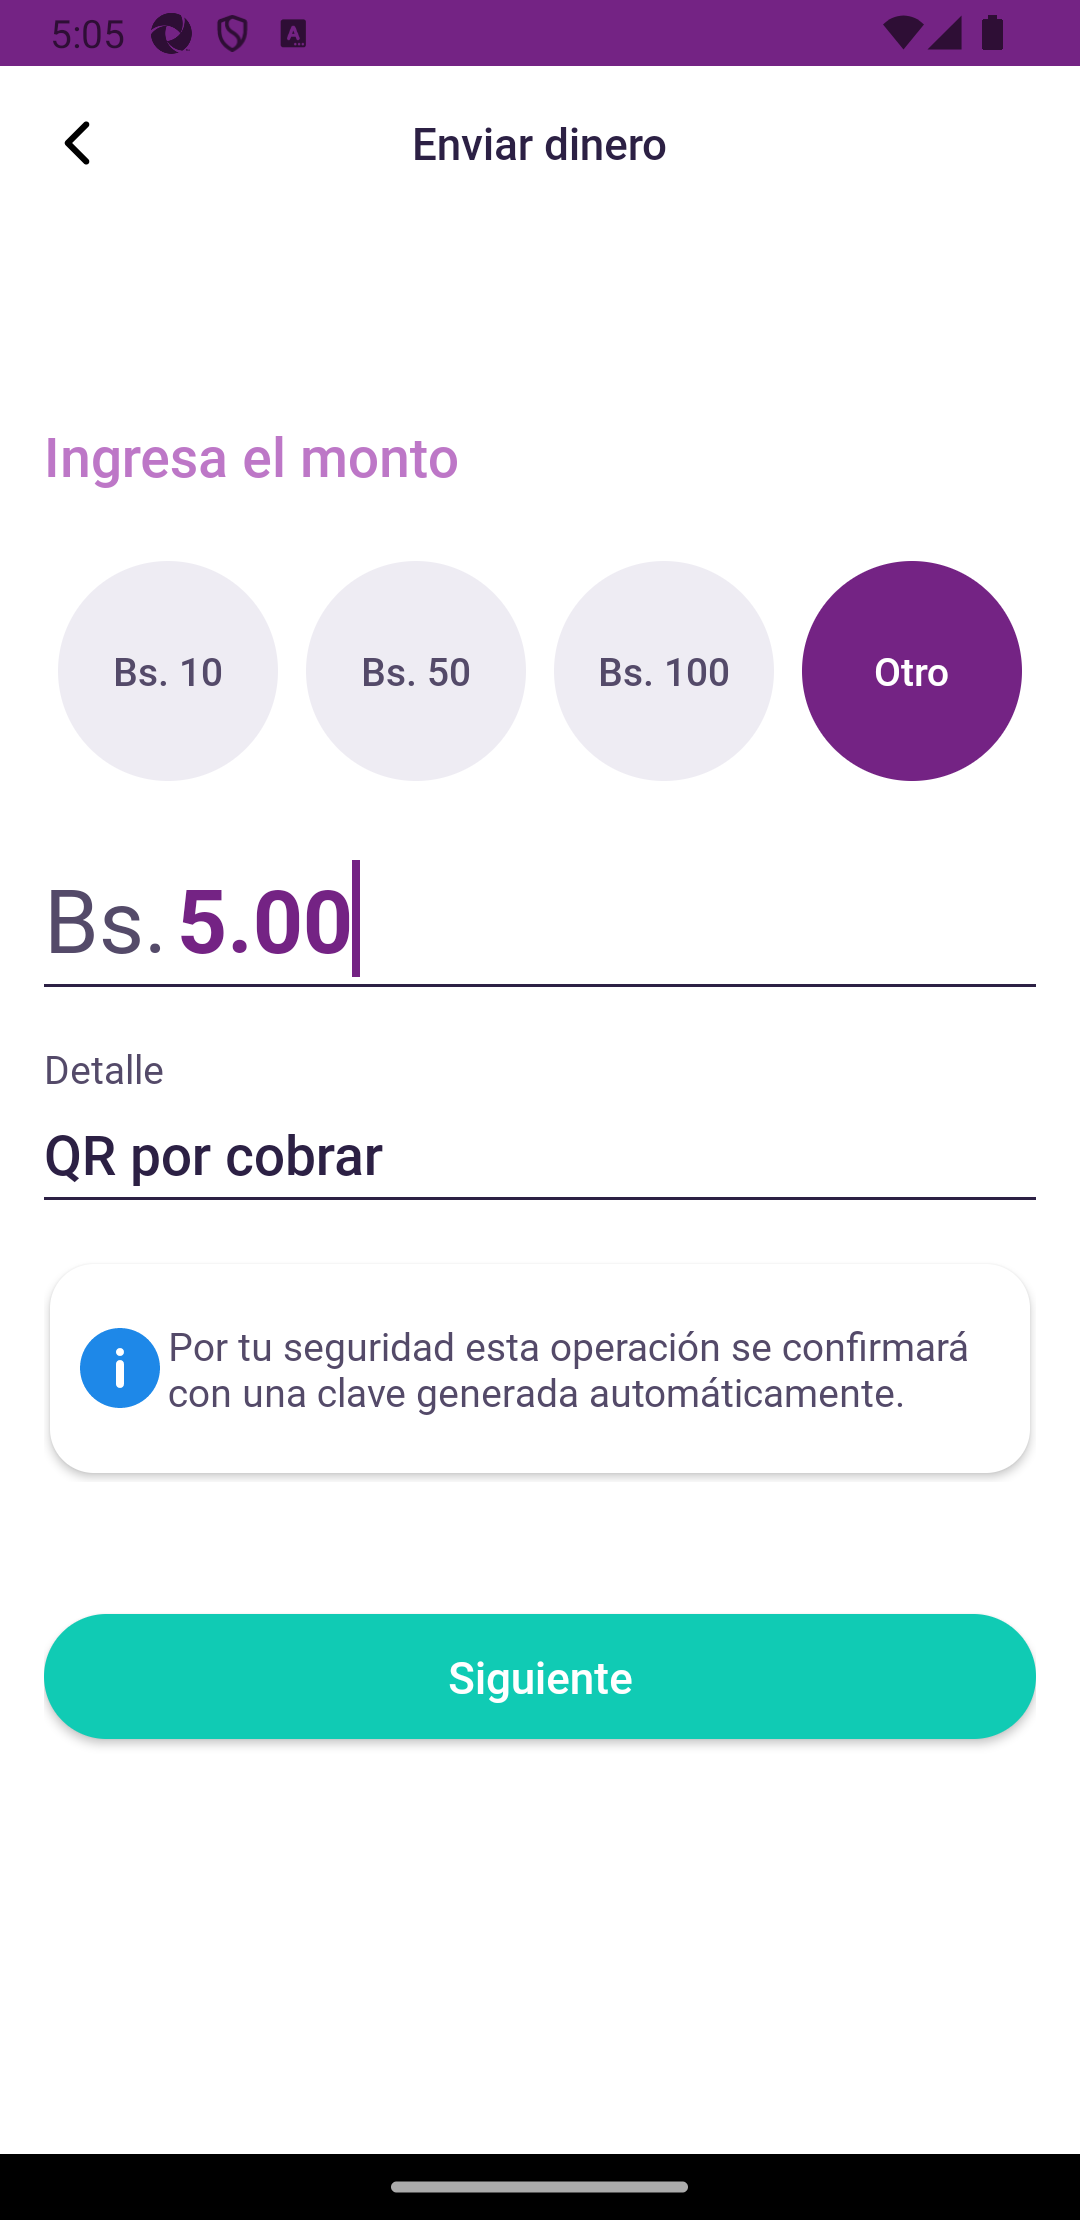 5:05
Enviar dinero
Ingresa el monto
Bs. 10
Bs. 50
Bs. 100
Otro
Bs. 5.00
Detalle
QR por cobrar
Por tu seguridad esta operación se confirmará
con una clave generada automáticamente.
Siguiente